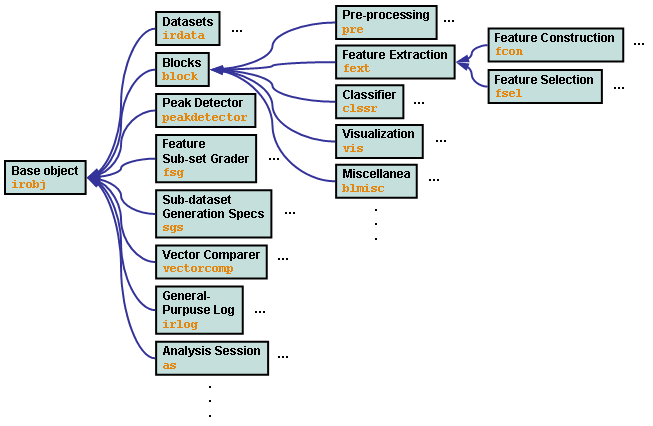 Base object
irobj
Datasets
irdata
...
Blocks
block
Peak Detector
peakdetector
Feature
Sub-set Grader
fsg
...
Sub-dataset
Generation Specs
sgs
...
Vector Comparer
vectorcomp
...
General-
Purpuse Log
irlog
...
Analysis Session
as
...
Pre-processing
pre
...
Feature Extraction
fext
Classifier
clssr
...
Visualization
vis
...
Miscellanea
blmisc
...
Feature Construction
fcon
...
Feature Selection
fsel
...